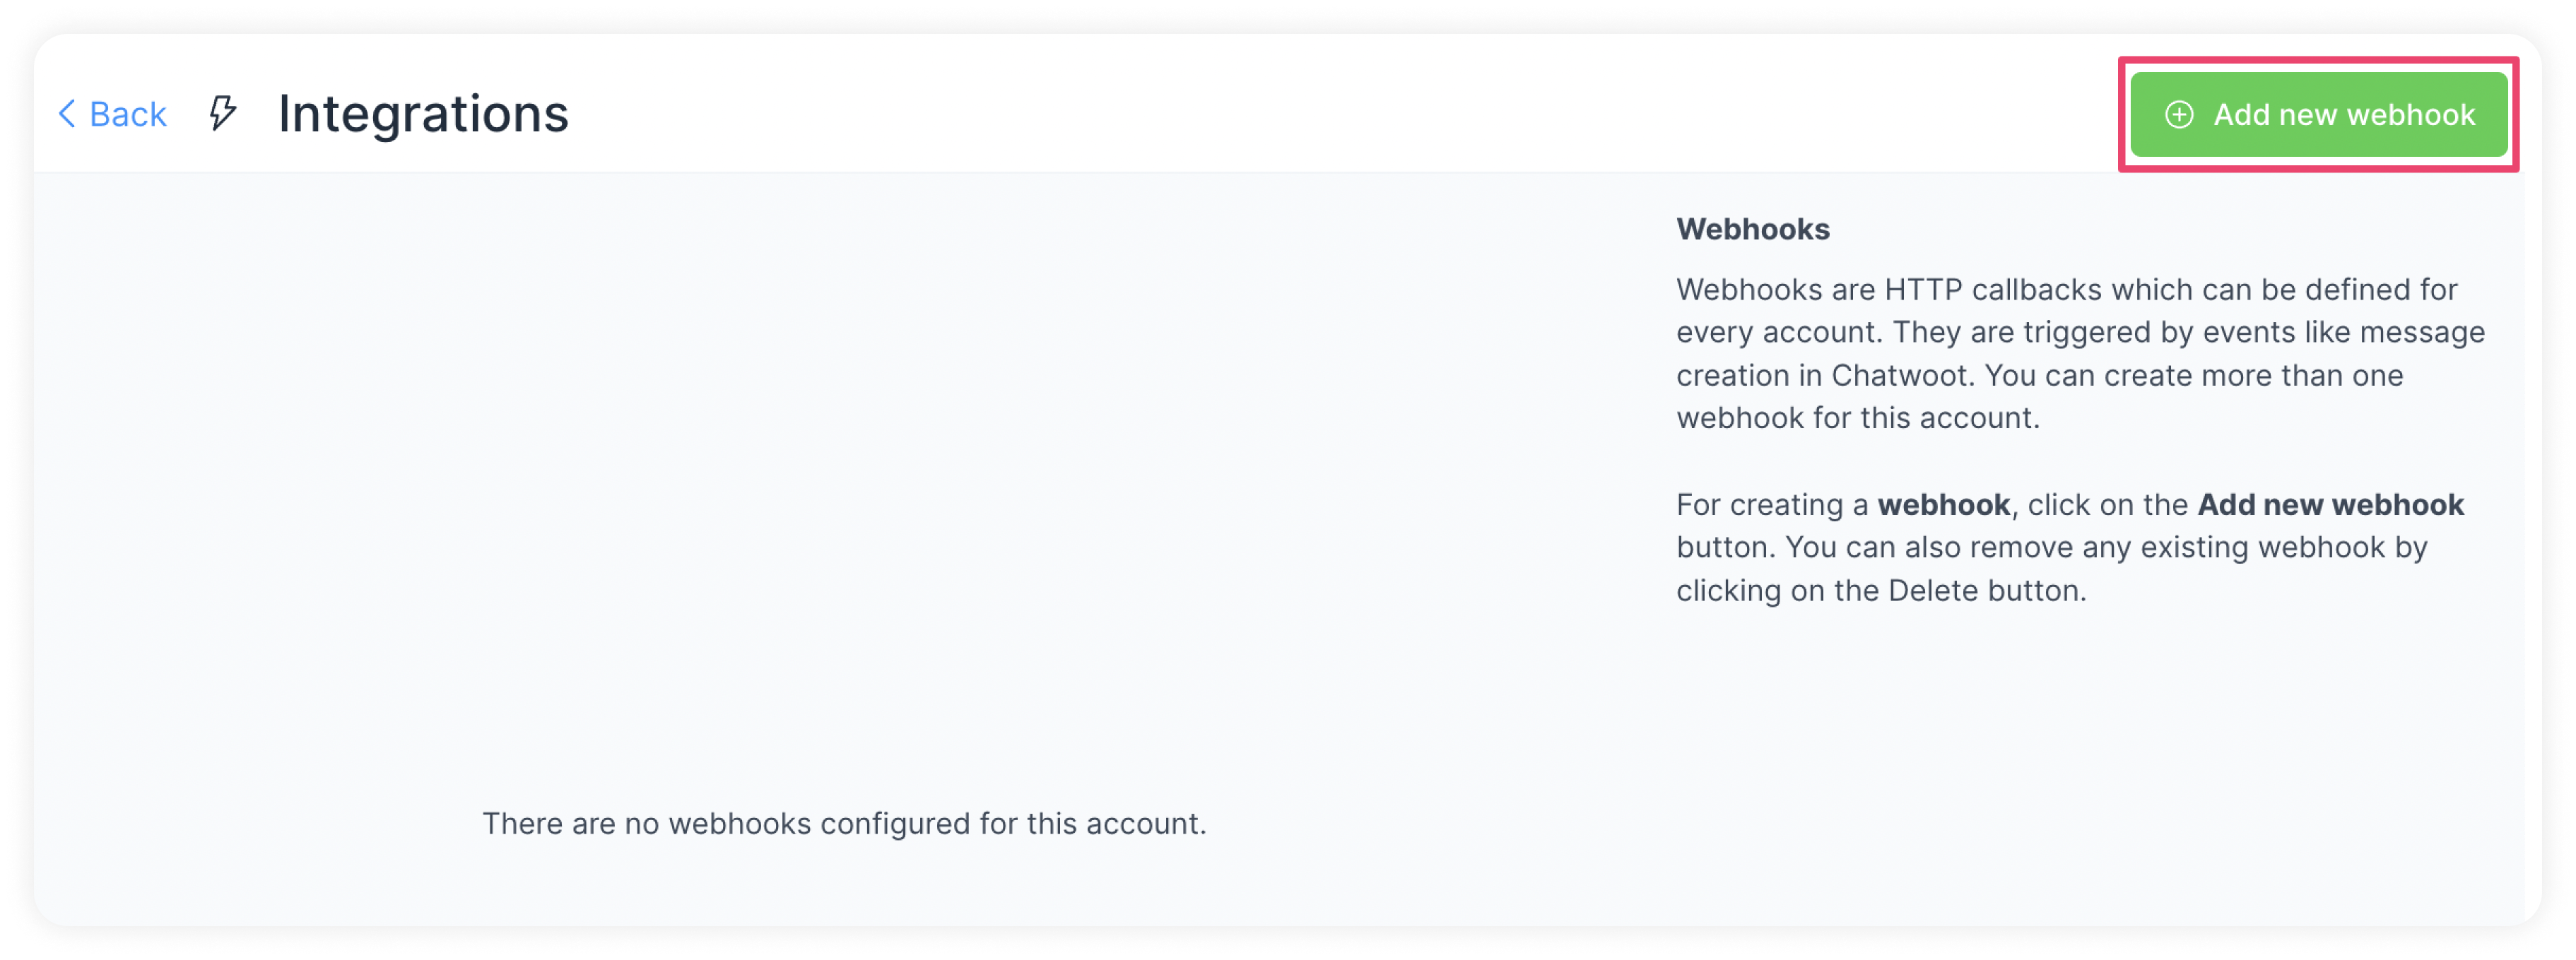 Back
Integrations
Add new webhook
Webhooks
Webhooks are HTTP callbacks which can be defined for
every account. They are triggered by events like message
creation in Chatwoot. You can create more than one
webhook for this account.
For creating a webhook, click on the Add new webhook
button. You can also remove any existing webhook by
clicking on the Delete button.
There are no webhooks configured for this account.